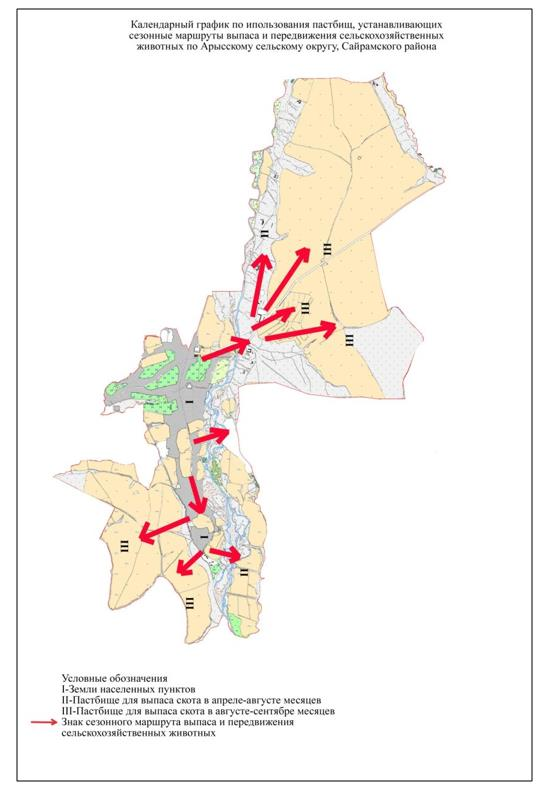 Календарный график по ипользования пастбищ, устанавливающих
сезонные маршруты выпаса и передвижения сельскохозяйственных
животных по Арысскому сельскому округу, Сайрамского района
II
III
III
III
I
I
III
II
III
Условные обозначения
I-Земли населенных пунктов
II-Пастбище для выпаса скота в апреле-августе месяцев
III-Пастбище для выпаса скота в августе-сентябре месяцев
Знак сезонного маршрута выпаса и передвижения
сельскохозяйственных животных